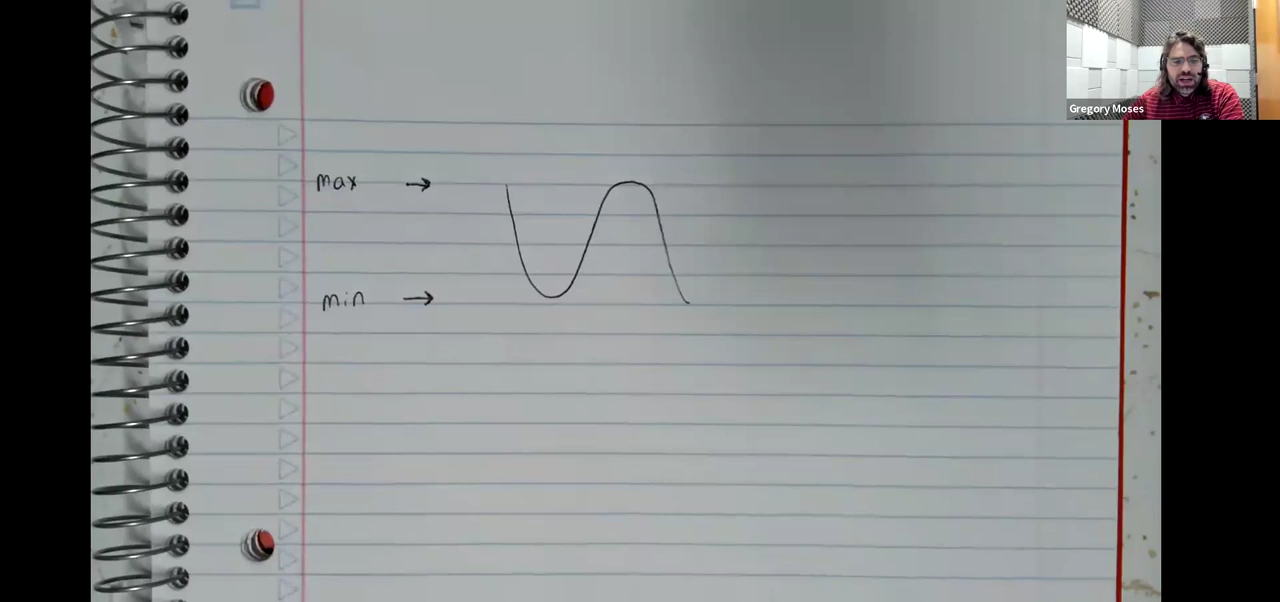 Gregory Moses
max →
min →